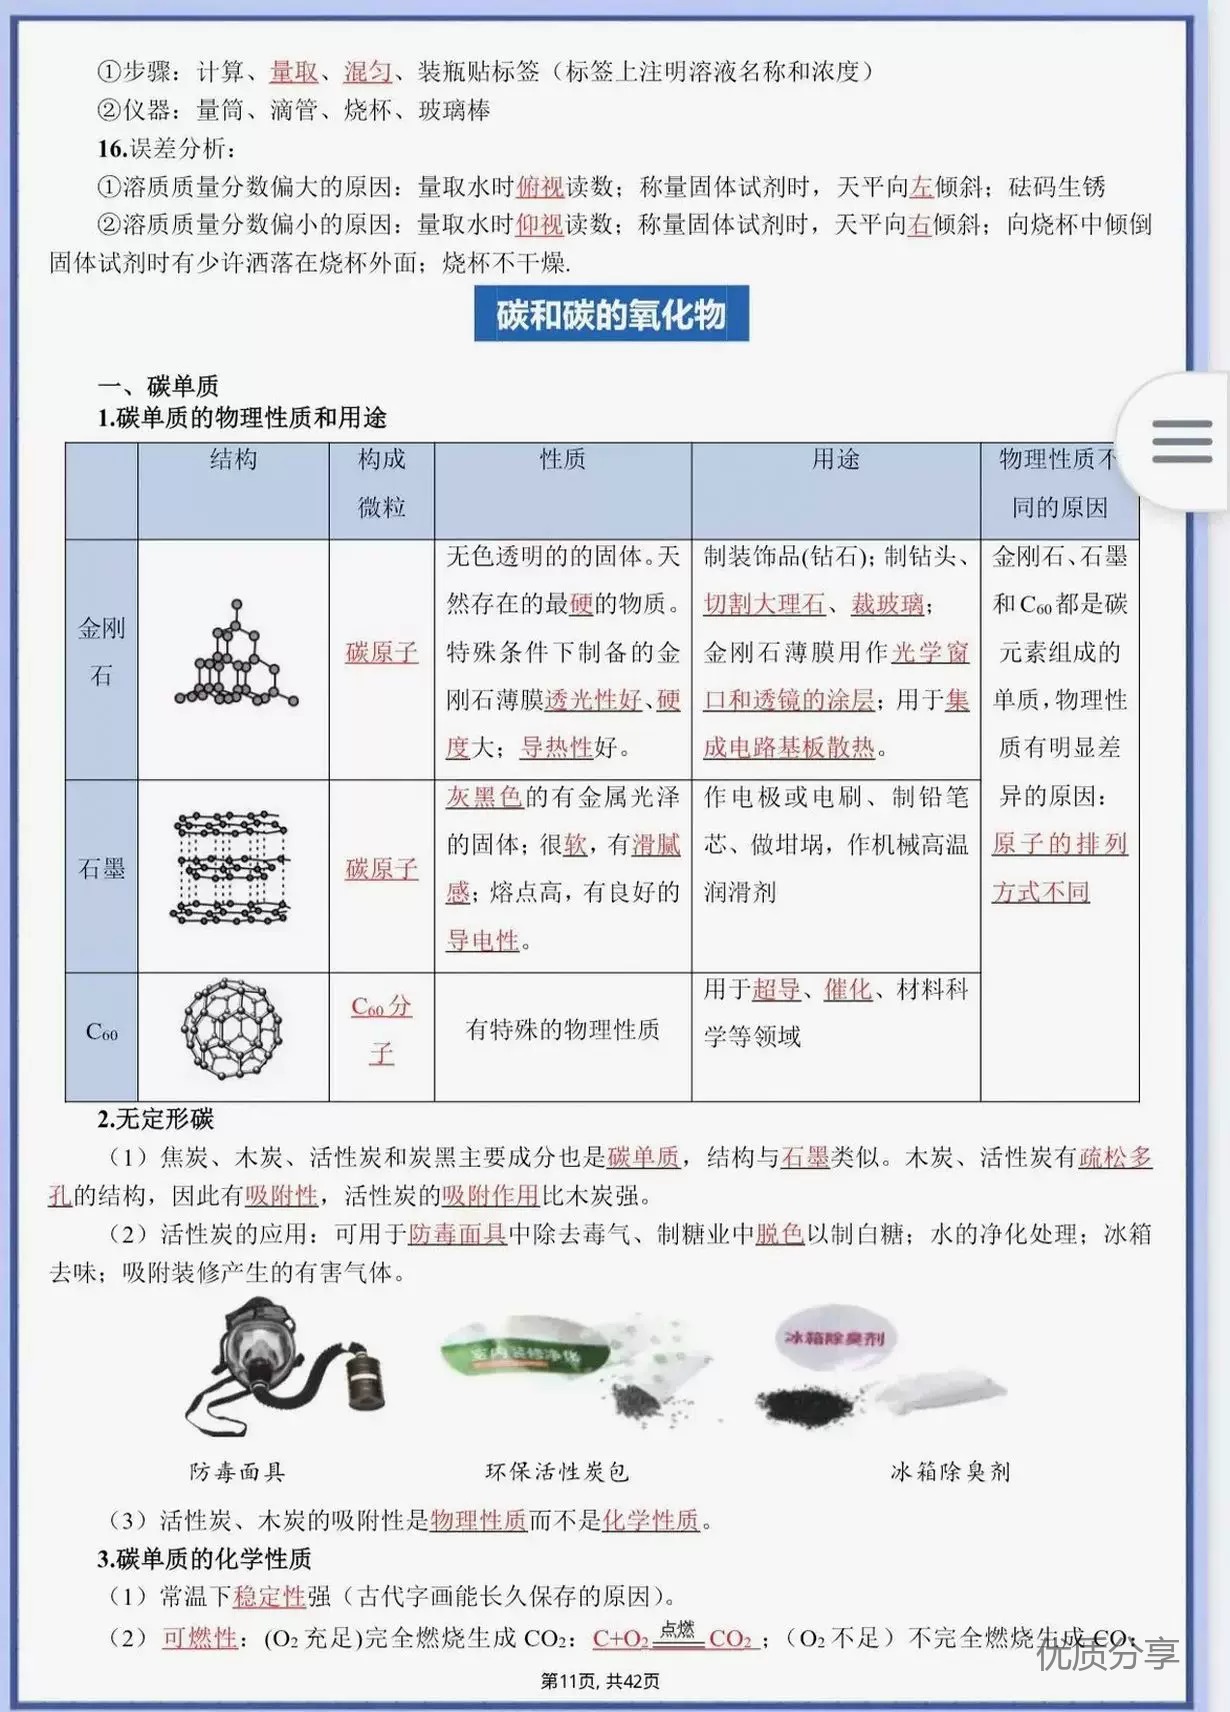 ①步骤：计算、量取、混匀、装瓶贴标签（标签上注明溶液名称和浓度）
②仪器：量筒、滴管、烧杯、玻璃棒
16.误差分析：
①溶质质量分数偏大的原因：量取水时俯视读数；称量固体试剂时，天平向左倾斜；砝码生锈
②溶质质量分数偏小的原因：量取水时仰视读数；称量固体试剂时，天平向右倾斜；向烧杯中倾倒
固体试剂时有少许洒落在烧杯外面；烧杯不干燥.
碳和碳的氧化物
一、碳单质
1.碳单质的物理性质和用途
结构
构成
微粒
性质
用途
物理性质不
同的原因
金刚
石
碳原子
无色透明的的固体。天
然存在的最硬的物质。
特殊条件下制备的金
刚石薄膜透光性好、硬
度大；导热性好。
制装饰品(钻石)；制钻头、
切割大理石、裁玻璃；
金刚石薄膜用作光学窗
口和透镜的涂层；用于集
成电路基板散热。
金刚石、石墨
和C₆₀都是碳
元素组成的
单质，物理性
质有明显差
异的原因：
原子的排列
方式不同
石墨
碳原子
灰黑色的有金属光泽
的固体；很软，有滑腻
感；熔点高，有良好的
导电性。
作电极或电刷、制铅笔
芯、做坩埚，作机械高温
润滑剂
C₆₀
C₆₀分
子
有特殊的物理性质
用于超导、催化、材料科
学等领域
2.无定形碳
（1）焦炭、木炭、活性炭和炭黑主要成分也是碳单质，结构与石墨类似。木炭、活性炭有疏松多
孔的结构，因此有吸附性，活性炭的吸附作用比木炭强。
（2）活性炭的应用：可用于防毒面具中除去毒气、制糖业中脱色以制白糖；水的净化处理；冰箱
去味；吸附装修产生的有害气体。
室内装修净化
冰箱除臭剂
防毒面具
环保活性炭包
冰箱除臭剂
（3）活性炭、木炭的吸附性是物理性质而不是化学性质。
3.碳单质的化学性质
（1）常温下稳定性强（古代字画能长久保存的原因）。
（2）可燃性：(O₂充足)完全燃烧生成CO₂：C+O₂ 点燃 CO₂；（O₂不足）不完全燃烧生成CO：
优质分享
第11页, 共42页